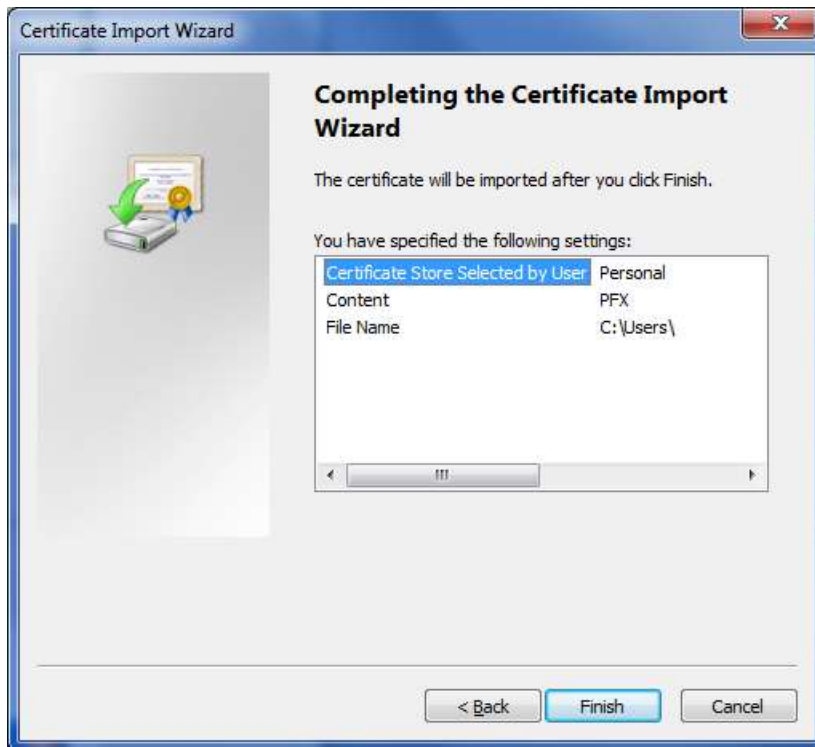 Certificate Import Wizard
Completing the Certificate Import
Wizard
The certificate will be imported after you click Finish.
You have specified the following settings:
Certificate Store Selected by User Personal
Content PFX
File Name C:\Users\
< Back Finish Cancel